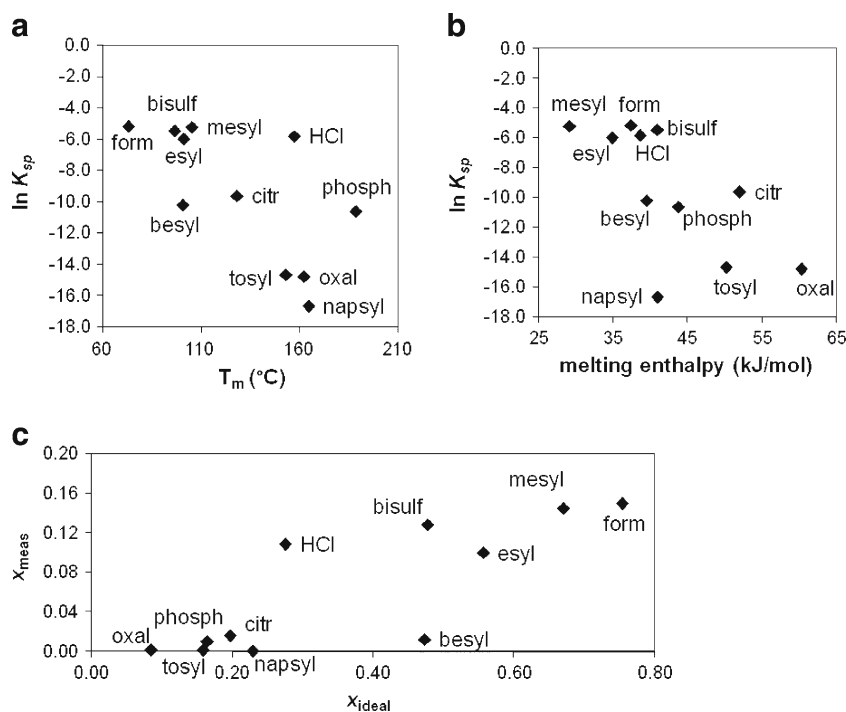 a
0.0
-2.0
-4.0
-6.0
-8.0
-10.0
-12.0
-14.0
-16.0
-18.0
ln Ksp
bisulf
mesyl
HCl
form
esyl
citr
phosph
besyl
tosyl
oxal
napsyl
60 110 160 210
Tm (°C)
b
0.0
-2.0
-4.0
-6.0
-8.0
-10.0
-12.0
-14.0
-16.0
-18.0
ln Ksp
mesyl
form
bisulf
esyl
HCl
citr
besyl
phosph
tosyl
oxal
napsyl
25 35 45 55 65
melting enthalpy (kJ/mol)
c
0.20
0.16
0.12
0.08
0.04
0.00
xmeas
mesyl
bisulf
form
HCl
esyl
phosph
citr
oxal
besyl
tosyl
napsyl
0.00 0.20 0.40 0.60 0.80
xideal